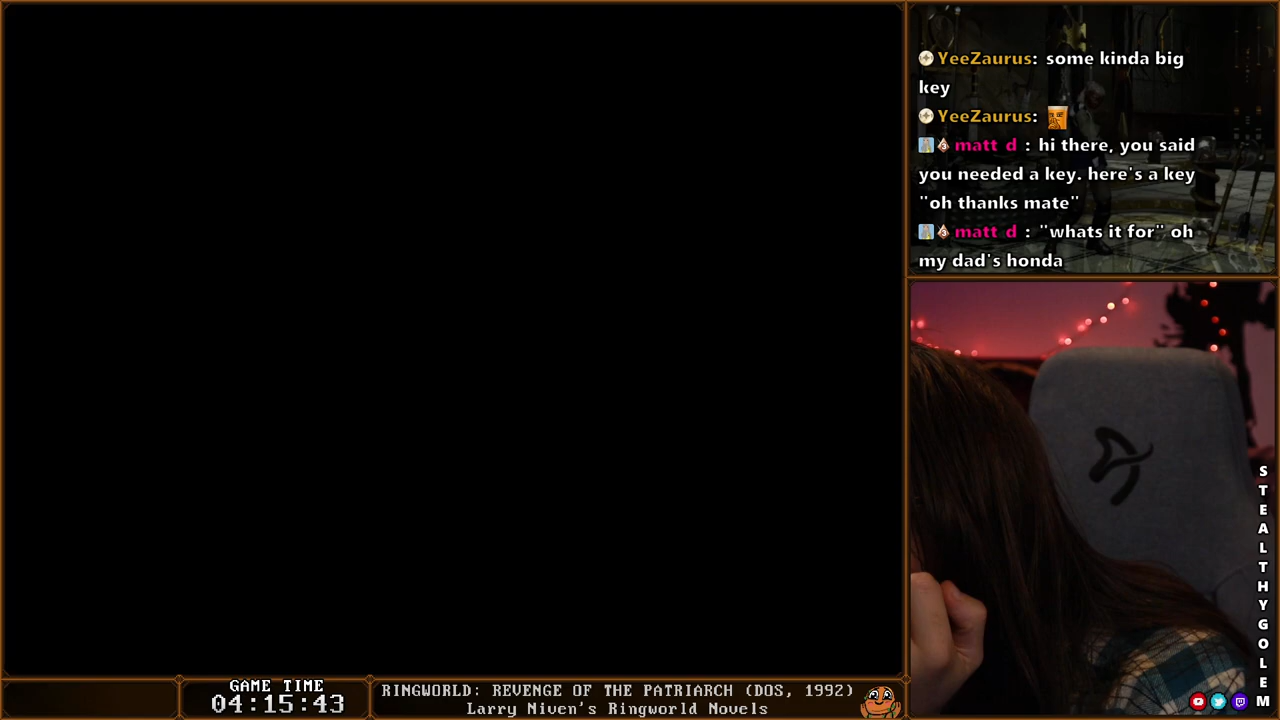 YeeZaurus: some kinda big
key
YeeZaurus:
matt d : hi there, you said
you needed a key. here's a key
"oh thanks mate"
matt d : "whats it for" oh
my dad's honda
STEALTHYGOLEM
GAME TIME
04:15:43
RINGWORLD: REVENGE OF THE PATRIARCH (DOS, 1992)
Larry Niven's Ringworld Novels